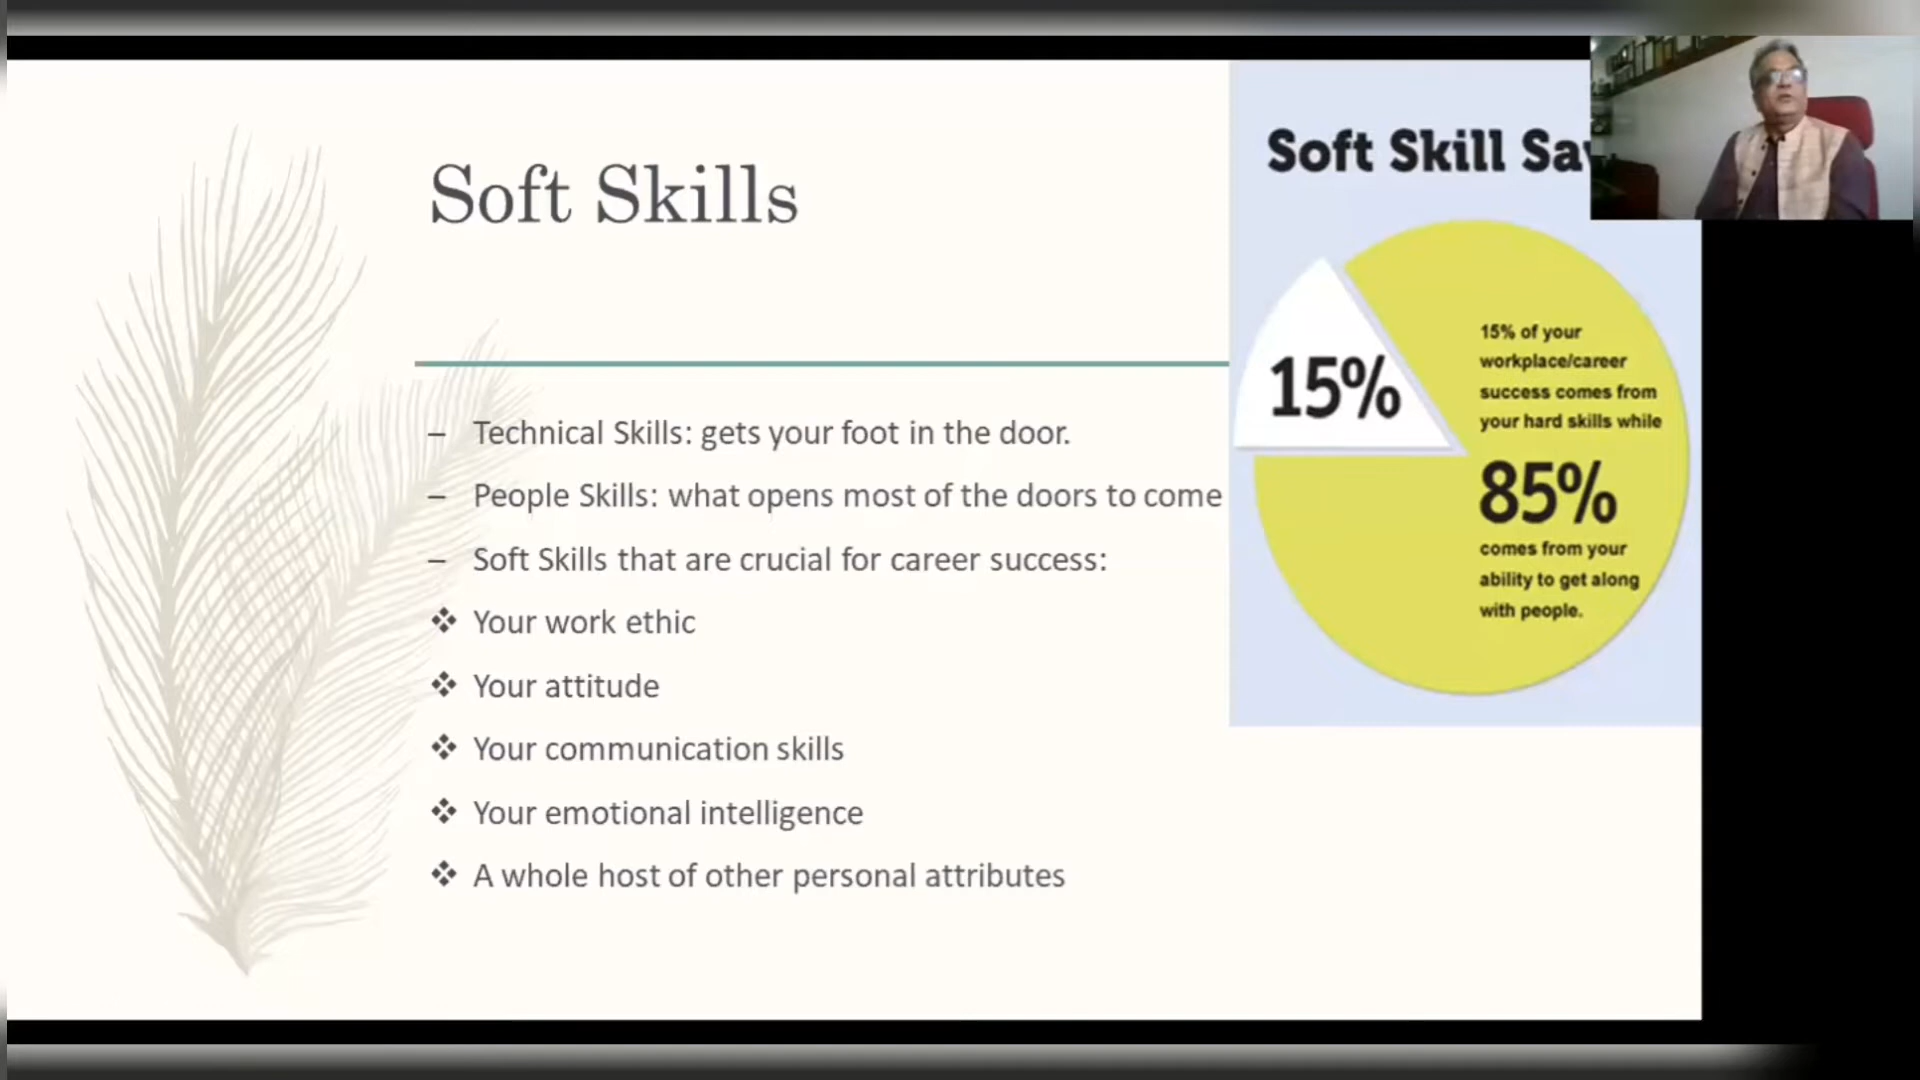 Soft Skills
– Technical Skills: gets your foot in the door.
– People Skills: what opens most of the doors to come
– Soft Skills that are crucial for career success:
❖ Your work ethic
❖ Your attitude
❖ Your communication skills
❖ Your emotional intelligence
❖ A whole host of other personal attributes
Soft Skill
15%
15% of your
workplace/career
success comes from
your hard skills while
85%
comes from your
ability to get along
with people.